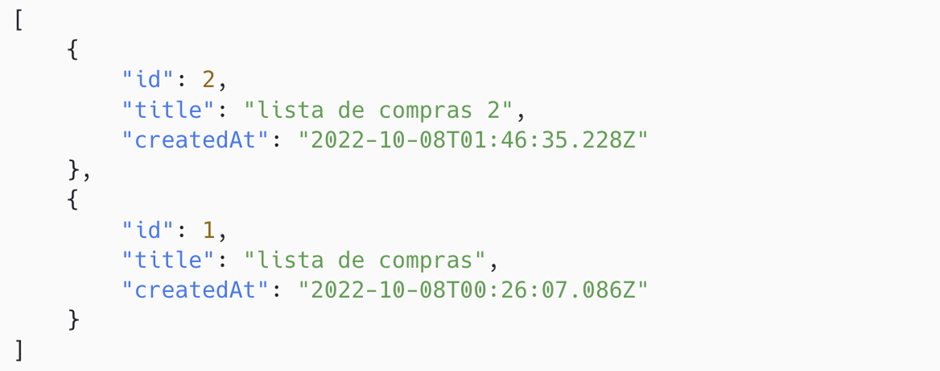 [
    {
        "id": 2,
        "title": "lista de compras 2",
        "createdAt": "2022-10-08T01:46:35.228Z"
    },
    {
        "id": 1,
        "title": "lista de compras",
        "createdAt": "2022-10-08T00:26:07.086Z"
    }
]